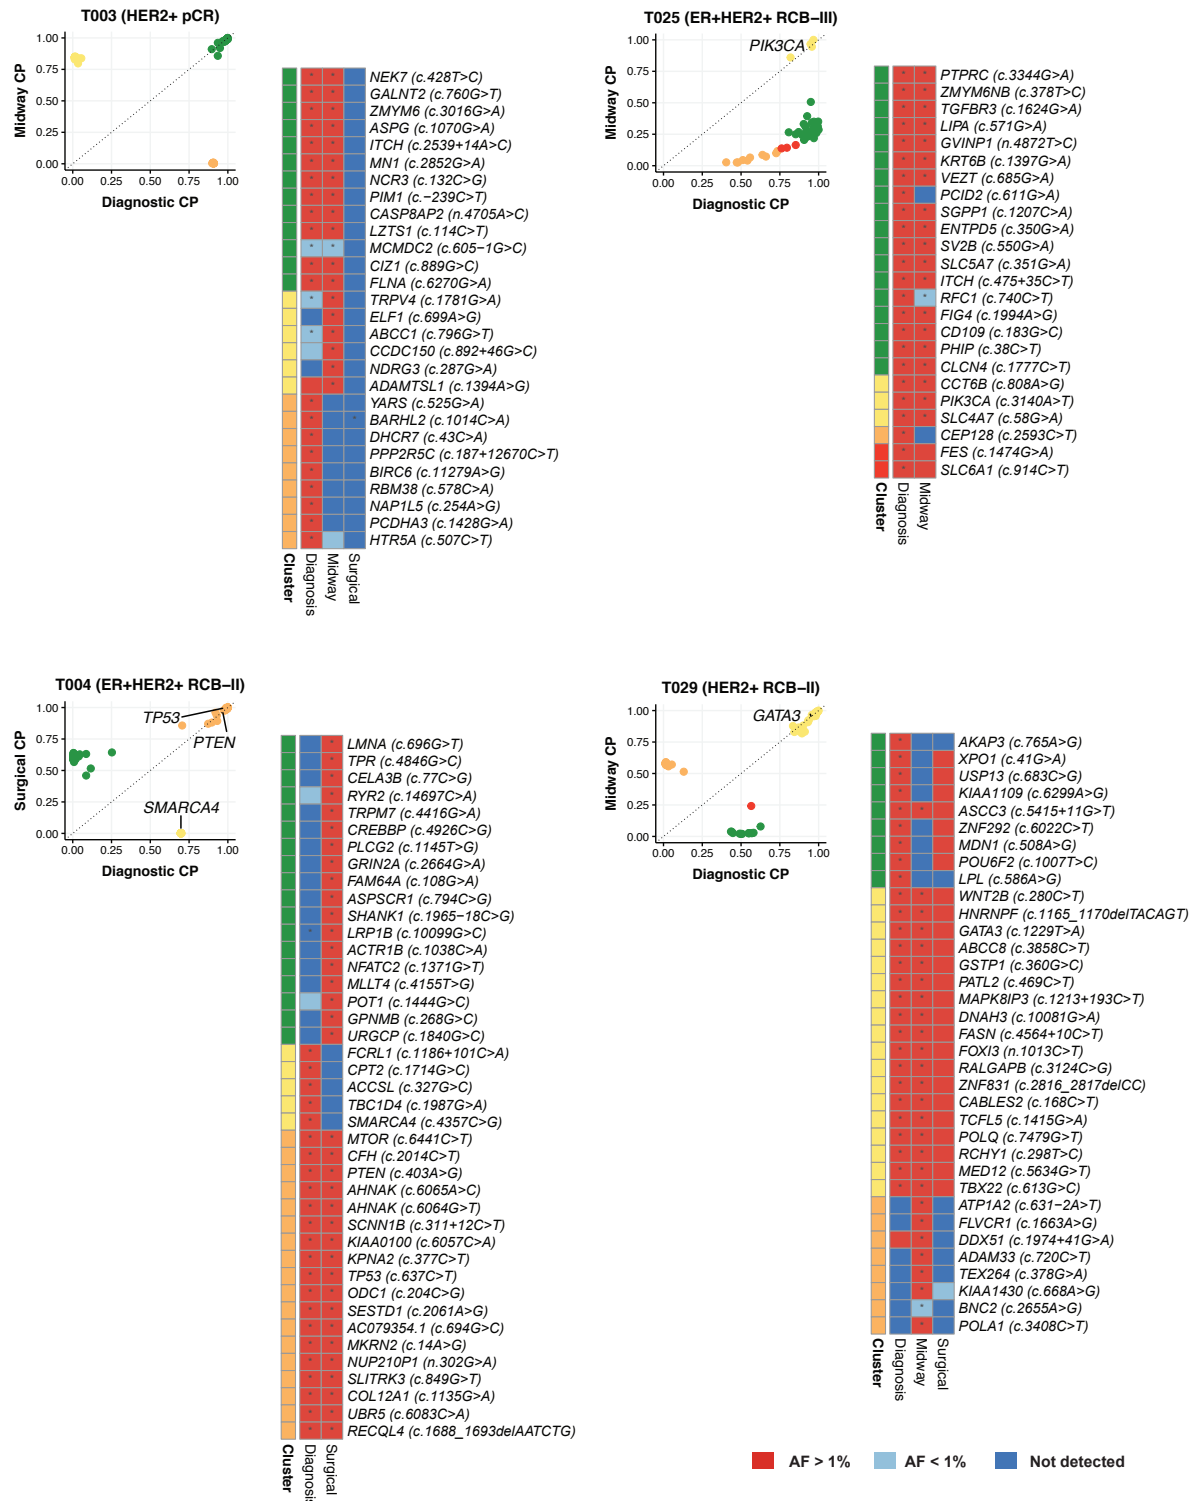 T003 (HER2+ pCR)
1.00
0.75
0.50
0.25
0.00
0.00 0.25 0.50 0.75 1.00
Midway CP
Diagnostic CP
NEK7 (c.428T>C)
GALNT2 (c.760G>T)
ZMYM6 (c.3016G>A)
ASPG (c.1070G>A)
ITCH (c.2539+14A>C)
MN1 (c.2852G>A)
NCR3 (c.132C>G)
PIM1 (c.−239C>T)
CASP8AP2 (n.4705A>C)
LZTS1 (c.114C>T)
MCMDC2 (c.605−1G>C)
CIZ1 (c.889G>C)
FLNA (c.6270G>A)
TRPV4 (c.1781G>A)
ELF1 (c.699A>G)
ABCC1 (c.796G>T)
CCDC150 (c.892+46G>C)
NDRG3 (c.287G>A)
ADAMTSL1 (c.1394A>G)
YARS (c.525G>A)
BARHL2 (c.1014C>A)
DHCR7 (c.43C>A)
PPP2R5C (c.187+12670C>T)
BIRC6 (c.11279A>G)
RBM38 (c.578C>A)
NAP1L5 (c.254A>G)
PCDHA3 (c.1428G>A)
HTR5A (c.507C>T)
Cluster
Diagnosis
Midway
Surgical
T025 (ER+HER2+ RCB−III)
PIK3CA
1.00
0.75
0.50
0.25
0.00
0.00 0.25 0.50 0.75 1.00
Midway CP
Diagnostic CP
PTPRC (c.3344G>A)
ZMYM6NB (c.378T>C)
TGFBR3 (c.1624G>A)
LIPA (c.571G>A)
GVINP1 (n.4872T>C)
KRT6B (c.1397G>A)
VEZT (c.685G>A)
PCID2 (c.611G>A)
SGPP1 (c.1207C>A)
ENTPD5 (c.350G>A)
SV2B (c.550G>A)
SLC5A7 (c.351G>A)
ITCH (c.475+35C>T)
RFC1 (c.740C>T)
FIG4 (c.1994A>G)
CD109 (c.183G>C)
PHIP (c.38C>T)
CLCN4 (c.1777C>T)
CCT6B (c.808A>G)
PIK3CA (c.3140A>T)
SLC4A7 (c.58G>A)
CEP128 (c.2593C>T)
FES (c.1474G>A)
SLC6A1 (c.914C>T)
Cluster
Diagnosis
Midway
T004 (ER+HER2+ RCB−II)
TP53
PTEN
SMARCA4
1.00
0.75
0.50
0.25
0.00
0.00 0.25 0.50 0.75 1.00
Surgical CP
Diagnostic CP
LMNA (c.696G>T)
TPR (c.4846G>C)
CELA3B (c.77C>G)
RYR2 (c.14697C>A)
TRPM7 (c.4416G>A)
CREBBP (c.4926C>G)
PLCG2 (c.1145T>G)
GRIN2A (c.2664G>A)
FAM64A (c.108G>A)
ASPSCR1 (c.794C>G)
SHANK1 (c.1965−18C>G)
LRP1B (c.10099G>C)
ACTR1B (c.1038C>A)
NFATC2 (c.1371G>T)
MLLT4 (c.4155T>G)
POT1 (c.1444G>C)
GPNMB (c.268G>C)
URGCP (c.1840G>C)
FCRL1 (c.1186+101C>A)
CPT2 (c.1714G>C)
ACCSL (c.327G>C)
TBC1D4 (c.1987G>A)
SMARCA4 (c.4357C>G)
MTOR (c.6441C>T)
CFH (c.2014C>T)
PTEN (c.403A>G)
AHNAK (c.6065A>C)
AHNAK (c.6064G>T)
SCNN1B (c.311+12C>T)
KIAA0100 (c.6057C>A)
KPNA2 (c.377C>T)
TP53 (c.637C>T)
ODC1 (c.204C>G)
SESTD1 (c.2061A>G)
AC079354.1 (c.694G>C)
MKRN2 (c.14A>G)
NUP210P1 (n.302G>A)
SLITRK3 (c.849G>T)
COL12A1 (c.1135G>A)
UBR5 (c.6083C>A)
RECQL4 (c.1688_1693delAATCTG)
Cluster
Diagnosis
Surgical
T029 (HER2+ RCB−II)
GATA3
1.00
0.75
0.50
0.25
0.00
0.00 0.25 0.50 0.75 1.00
Midway CP
Diagnostic CP
AKAP3 (c.765A>G)
XPO1 (c.41G>A)
USP13 (c.683C>G)
KIAA1109 (c.6299A>G)
ASCC3 (c.5415+11G>T)
ZNF292 (c.6022C>T)
MDN1 (c.508A>G)
POU6F2 (c.1007T>C)
LPL (c.586A>G)
WNT2B (c.280C>T)
HNRNPF (c.1165_1170delTACAGT)
GATA3 (c.1229T>A)
ABCC8 (c.3858C>T)
GSTP1 (c.360G>C)
PATL2 (c.469C>T)
MAPK8IP3 (c.1213+193C>T)
DNAH3 (c.10081G>A)
FASN (c.4564+10C>T)
FOXI3 (n.1013C>T)
RALGAPB (c.3124C>G)
ZNF831 (c.2816_2817delCC)
CABLES2 (c.168C>T)
TCFL5 (c.1415G>A)
POLQ (c.7479G>T)
RCHY1 (c.298T>C)
MED12 (c.5634G>T)
TBX22 (c.613G>C)
ATP1A2 (c.631−2A>T)
FLVCR1 (c.1663A>G)
DDX51 (c.1974+41G>A)
ADAM33 (c.720C>T)
TEX264 (c.378G>A)
KIAA1430 (c.668A>G)
BNC2 (c.2655A>G)
POLA1 (c.3408C>T)
Cluster
Diagnosis
Midway
Surgical
AF > 1% AF < 1% Not detected